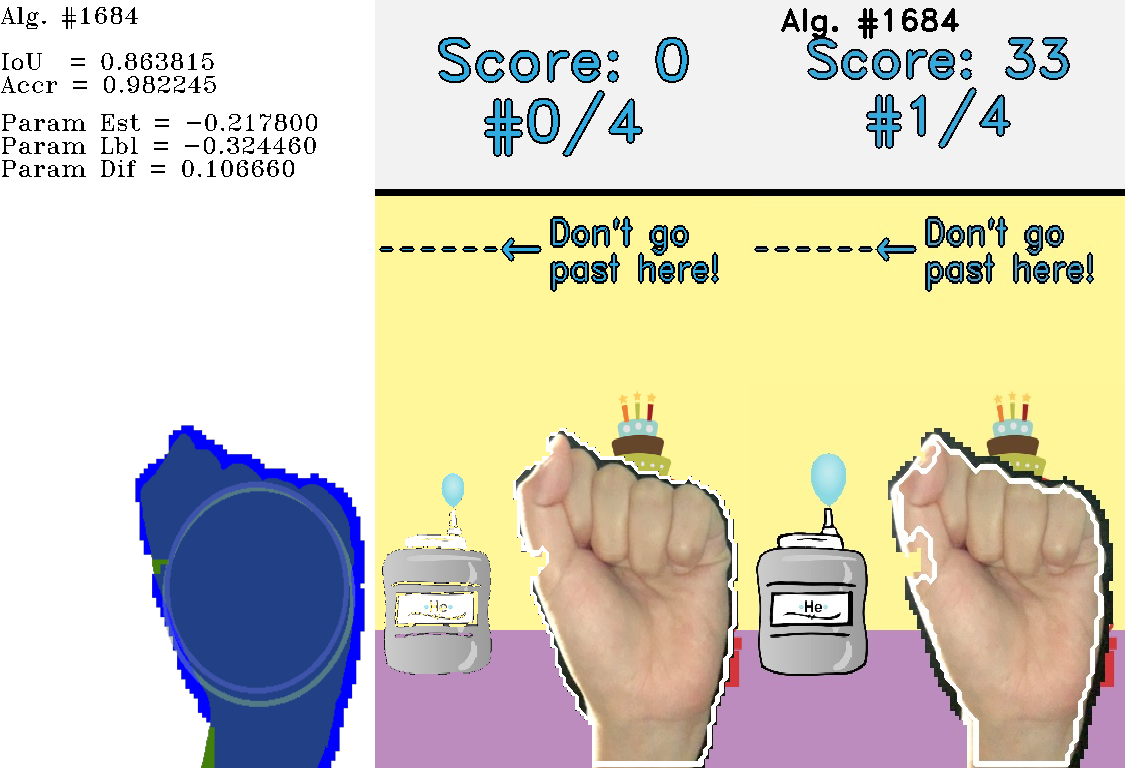 Alg. #1684
IoU = 0.863815
Accr = 0.982245
Param Est = −0.217800
Param Lbl = −0.324460
Param Dif = 0.106660
Score: 0
#0/4
Don't go
past here!
He
Alg. #1684
Score: 33
#1/4
Don't go
past here!
He